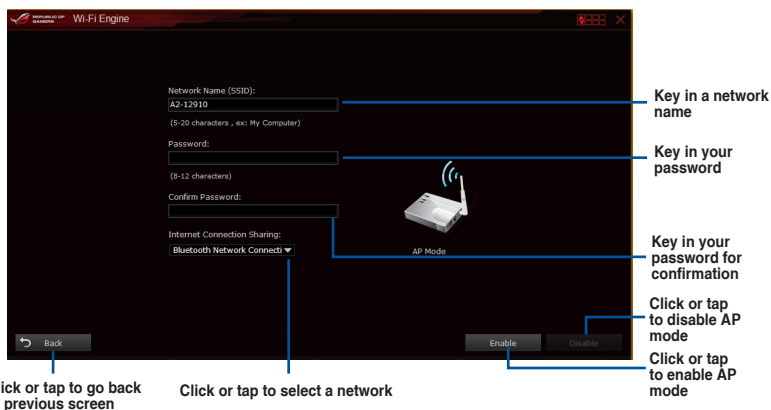 REPUBLIC OF
GAMERS
Wi-Fi Engine
Network Name (SSID):
A2-12910
(5-20 characters , ex: My Computer)
Password:
(8-12 characters)
Confirm Password:
Internet Connection Sharing:
Bluetooth Network Connecti
AP Mode
Back
Enable
Disable
Key in a network
name
Key in your
password
Key in your
password for
confirmation
Click or tap
to disable AP
mode
Click or tap
to enable AP
mode
ick or tap to go back
previous screen
Click or tap to select a network